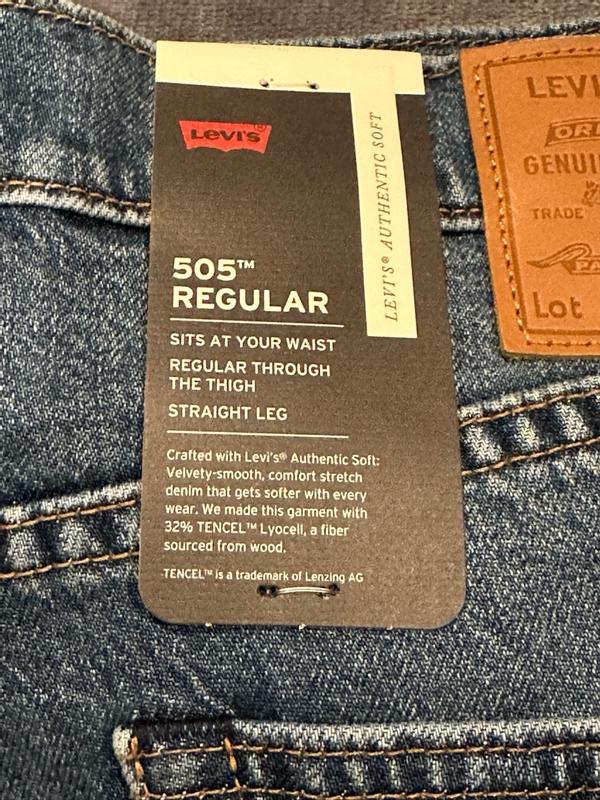 Levi's®
LEVI'S® AUTHENTIC SOFT
505™
REGULAR
SITS AT YOUR WAIST
REGULAR THROUGH
THE THIGH
STRAIGHT LEG
Crafted with Levi's® Authentic Soft:
Velvety-smooth, comfort stretch
denim that gets softer with every
wear. We made this garment with
32% TENCEL™ Lyocell, a fiber
sourced from wood.
TENCEL™ is a trademark of Lenzing AG
LEVI
ORI
GENUI
TRADE
PA
Lot